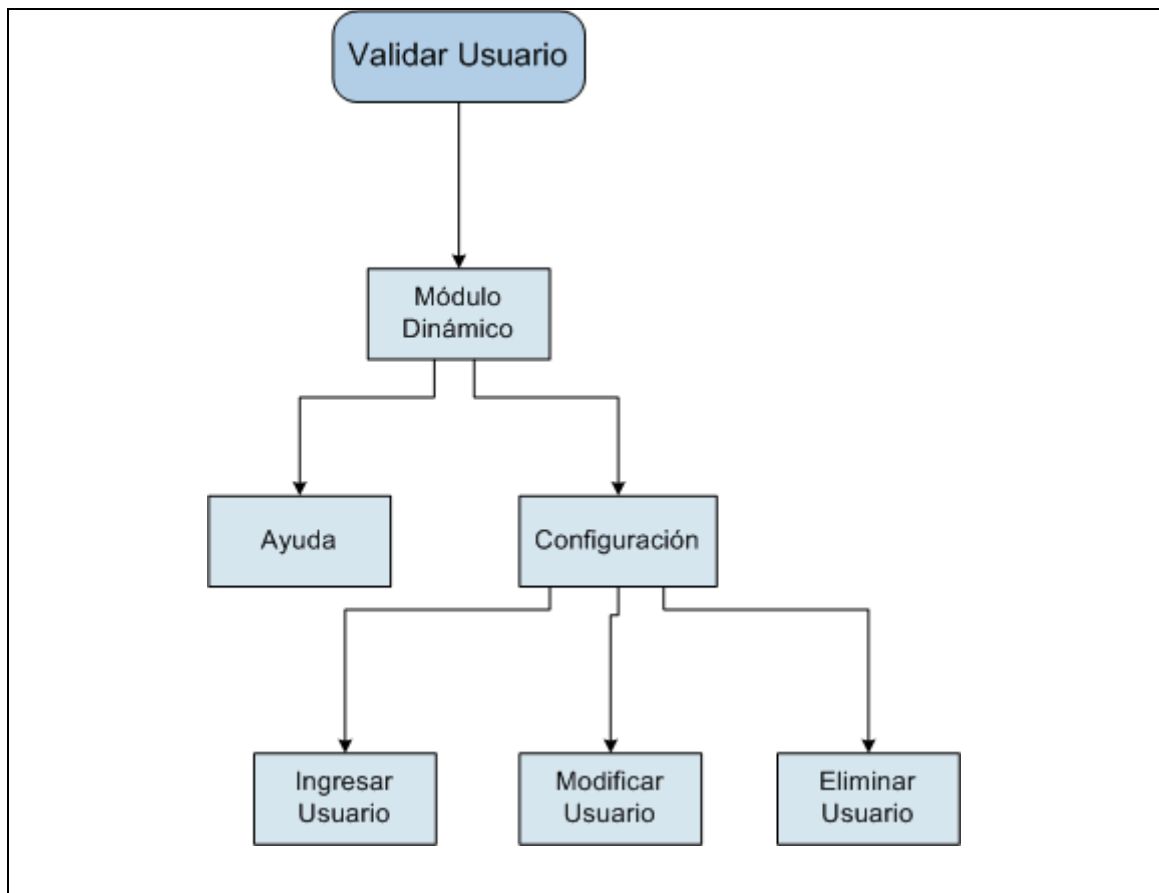 Validar Usuario
Módulo
Dinámico
Ayuda
Configuración
Ingresar
Usuario
Modificar
Usuario
Eliminar
Usuario